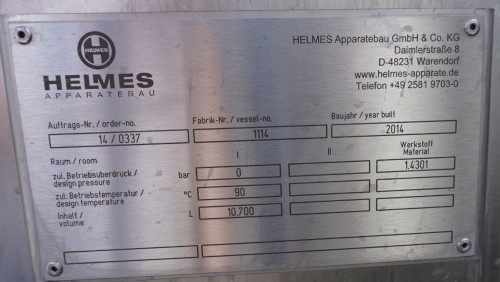 HELMES
HELMES
APPARATEBAU
HELMES Apparatebau GmbH & Co. KG
Daimlerstraße 8
D-48231 Warendorf
www.helmes-apparate.de
Telefon +49 2581 9703-0
Auftrags-Nr. / order-no. Fabrik-Nr. / vessel-no. Baujahr / year built
14 / 0337 1114 2014
Raum / room I II Werkstoff
Material
zul. Betriebsüberdruck / bar 0 1.4301
design pressure
zul. Betriebstemperatur / °C 90
design temperature
Inhalt / L 10.700
volume